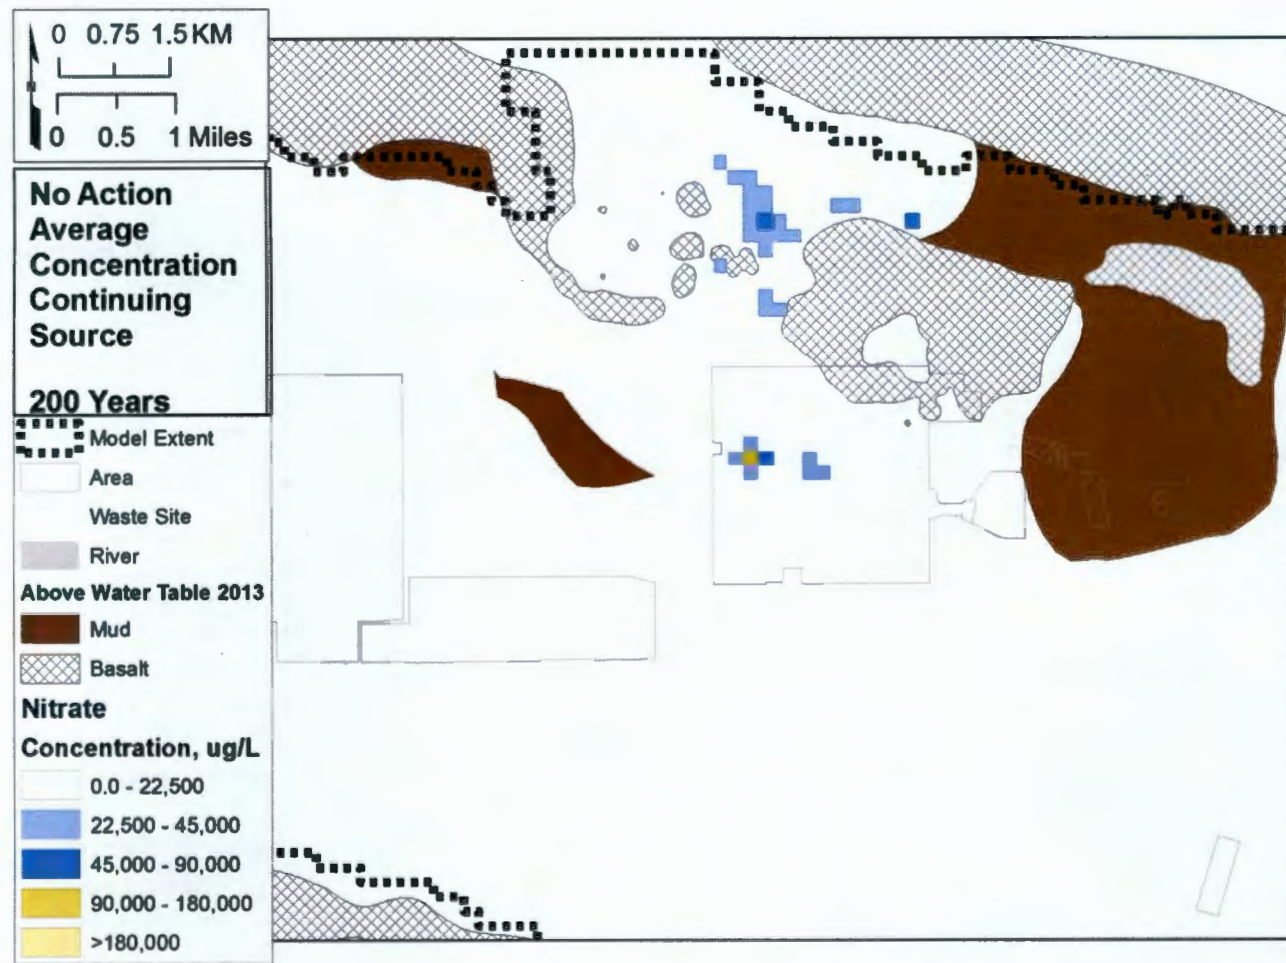 0 0.75 1.5 KM
0 0.5 1 Miles
No Action
Average
Concentration
Continuing
Source
200 Years
Model Extent
Area
Waste Site
River
Above Water Table 2013
Mud
Basalt
Nitrate
Concentration, ug/L
0.0 - 22,500
22,500 - 45,000
45,000 - 90,000
90,000 - 180,000
>180,000